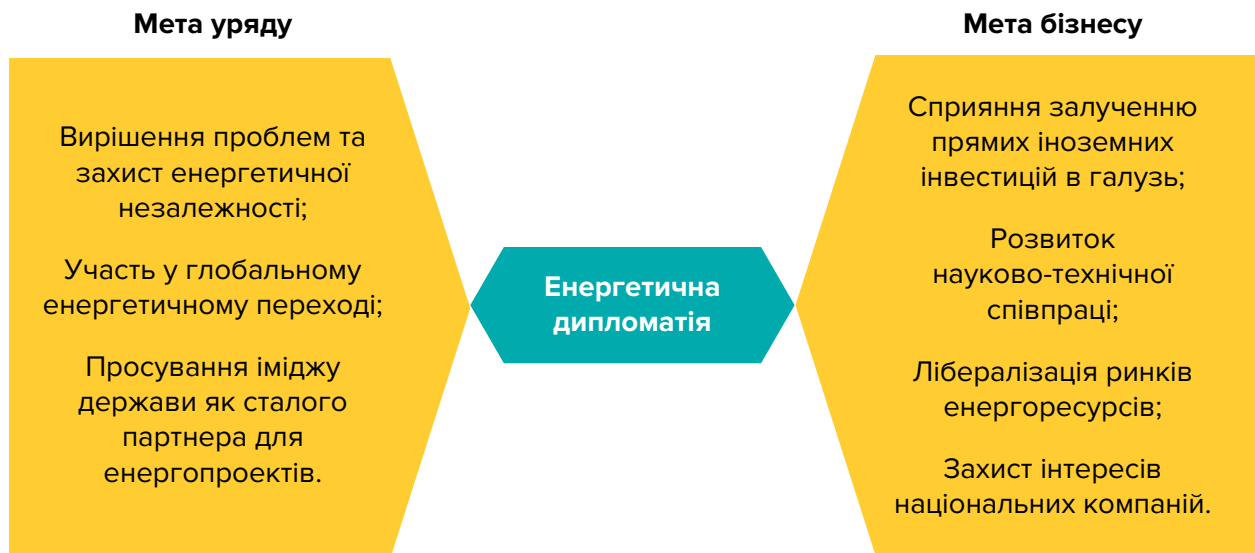 Мета уряду
Вирішення проблем та
захист енергетичної
незалежності;
Участь у глобальному
енергетичному переході;
Просування іміджу
держави як сталого
партнера для
енергопроектів.
Енергетична
дипломатія
Мета бізнесу
Сприяння залученню
прямих іноземних
інвестицій в галузь;
Розвиток
науково-технічної
співпраці;
Лібералізація ринків
енергоресурсів;
Захист інтересів
національних компаній.